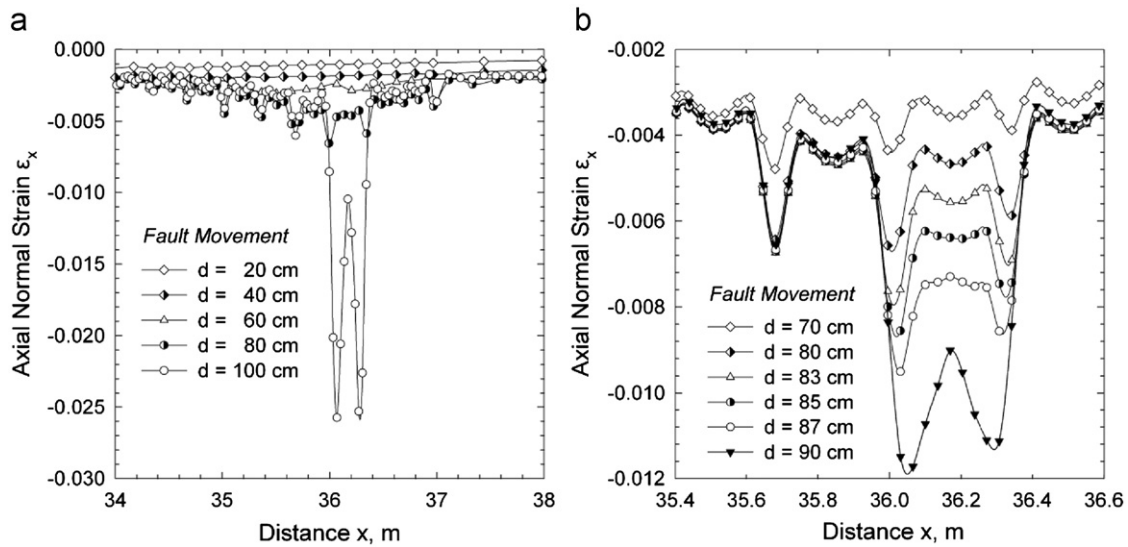 a
0.000
-0.005
-0.010
-0.015
-0.020
-0.025
-0.030
Axial Normal Strain εx
Fault Movement
d = 20 cm
d = 40 cm
d = 60 cm
d = 80 cm
d = 100 cm
34 35 36 37 38
Distance x, m
b
-0.002
-0.004
-0.006
-0.008
-0.010
-0.012
Axial Normal Strain εx
Fault Movement
d = 70 cm
d = 80 cm
d = 83 cm
d = 85 cm
d = 87 cm
d = 90 cm
35.4 35.6 35.8 36.0 36.2 36.4 36.6
Distance x, m